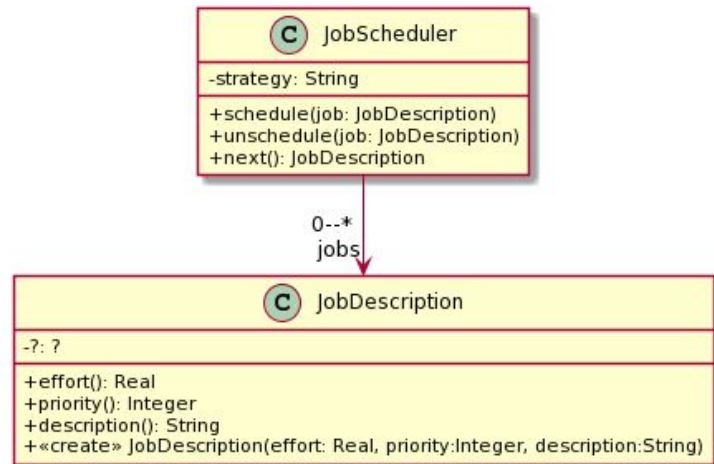 C JobScheduler
-strategy: String
+schedule(job: JobDescription)
+unschedule(job: JobDescription)
+next(): JobDescription
0--*
jobs
C JobDescription
-?: ?
+effort(): Real
+priority(): Integer
+description(): String
+«create» JobDescription(effort: Real, priority:Integer, description:String)